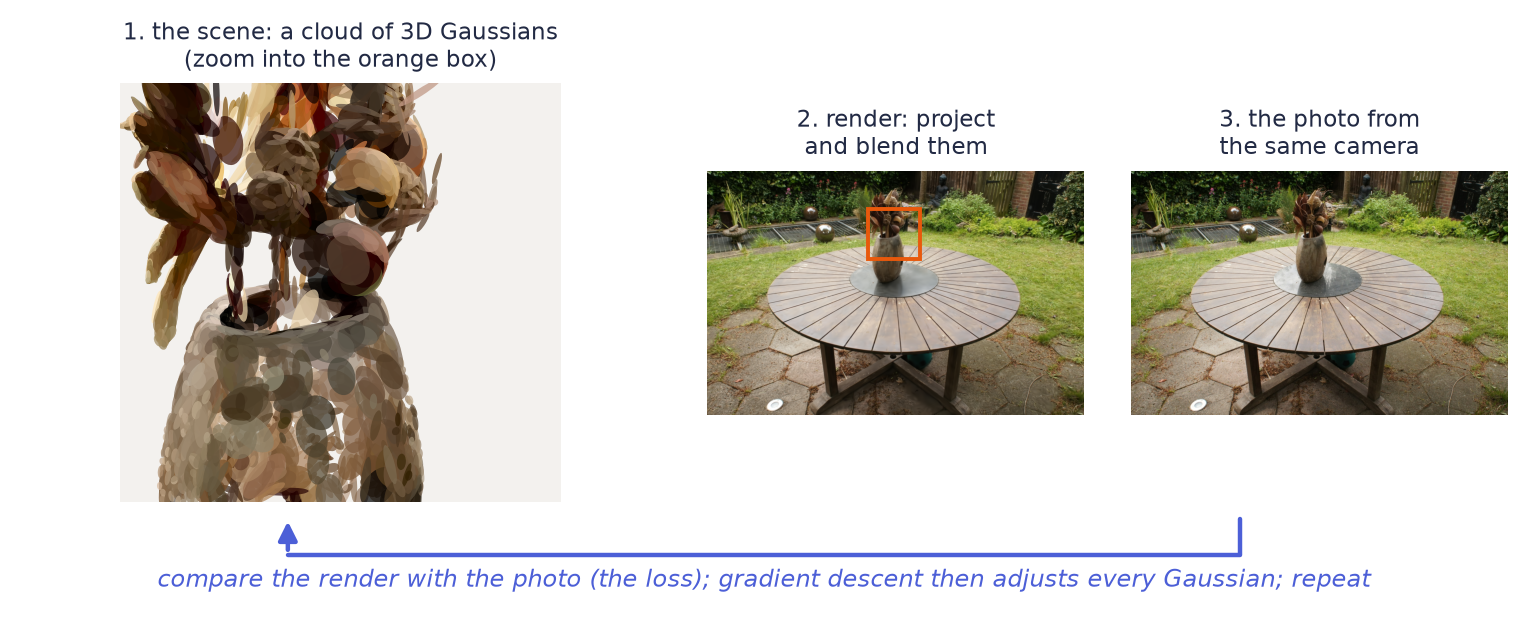 1. the scene: a cloud of 3D Gaussians
(zoom into the orange box)
2. render: project
and blend them
3. the photo from
the same camera
compare the render with the photo (the loss); gradient descent then adjusts every Gaussian; repeat